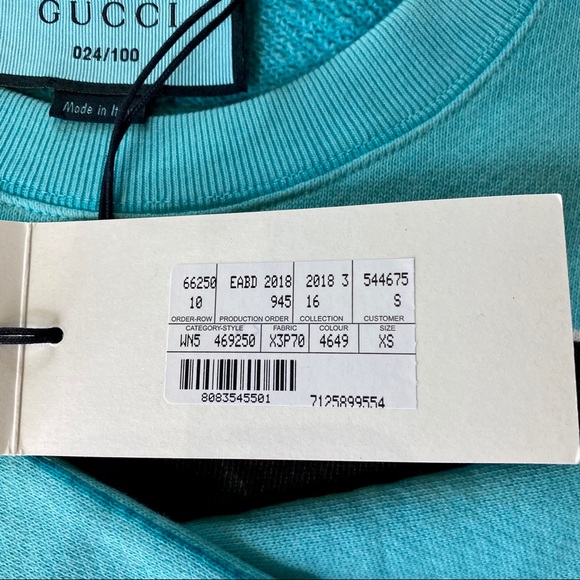 GUCCI
024/100
Made in It
66250 EABD 2018 2018 3 544675
10 945 16 S
ORDER-ROW PRODUCTION ORDER COLLECTION CUSTOMER
CATEGORY-STYLE FABRIC COLOUR SIZE
WN5 469250 X3P70 4649 XS
8083545501 7125899554